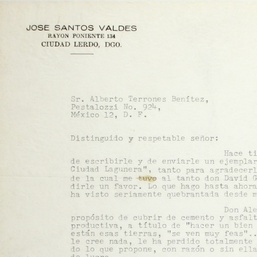 JOSE SANTOS VALDES
RAYON PONIENTE 134
CIUDAD LERDO, DGO.
Sr. Alberto Terrones Benítez,
Pestalozzi No. 924,
México 12, D. F.
Distinguido y respetable señor:
Hace ti
de escribirle y de enviarle un ejemplar
Ciudad Lagunera", tanto para agradecerl
de la cual me tuvo al tanto don David G
dirle un favor. Lo que hago hasta ahora
ha visto seriamente quebrantada desde m
Don Ale
propósito de cubrir de cemento y asfalt
productiva, a título de "hacer un bien
están esas tierras, "se ven muy feas"..
le cree nada, le ha perdido totalmente
do lo que propone, con razón o sin ella